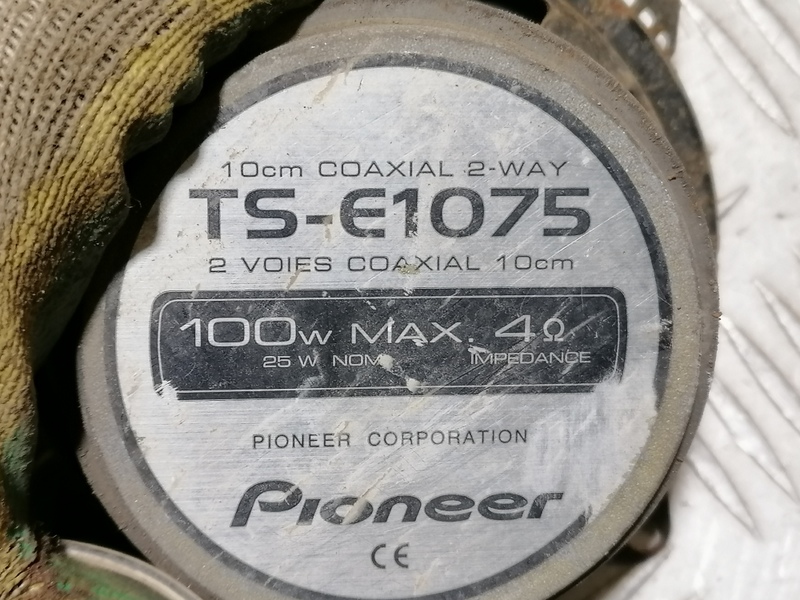 10cm COAXIAL 2-WAY
TS-E1075
2 VOIES COAXIAL 10cm
100W MAX. 4Ω
25 W NOM. IMPEDANCE
PIONEER CORPORATION
Pioneer
CE